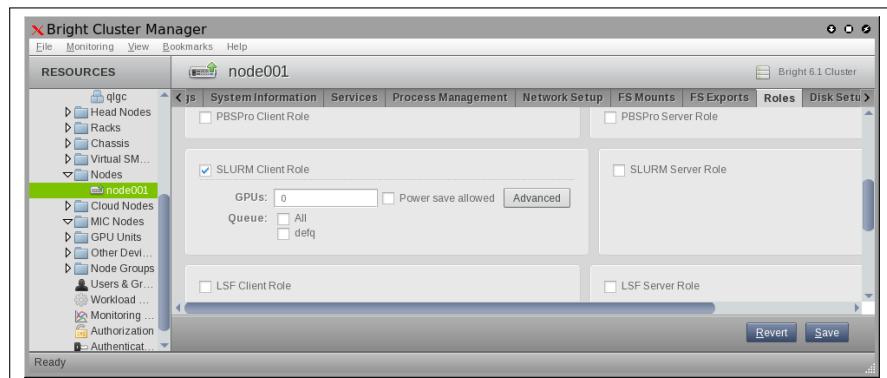 Bright Cluster Manager
File Monitoring View Bookmarks Help
RESOURCES
node001
Bright 6.1 Cluster
qlgc
Head Nodes
Racks
Chassis
Virtual SM...
Nodes
node001
Cloud Nodes
MIC Nodes
GPU Units
Other Devi...
Node Groups
Users & Gr...
Workload ...
Monitoring ...
Authorization
Authenticat...
gs System Information Services Process Management Network Setup FS Mounts FS Exports Roles Disk Setu
PBSPro Client Role
PBSPro Server Role
SLURM Client Role
SLURM Server Role
GPUs: 0 Power save allowed Advanced
Queue: All
defq
LSF Client Role
LSF Server Role
Revert Save
Ready